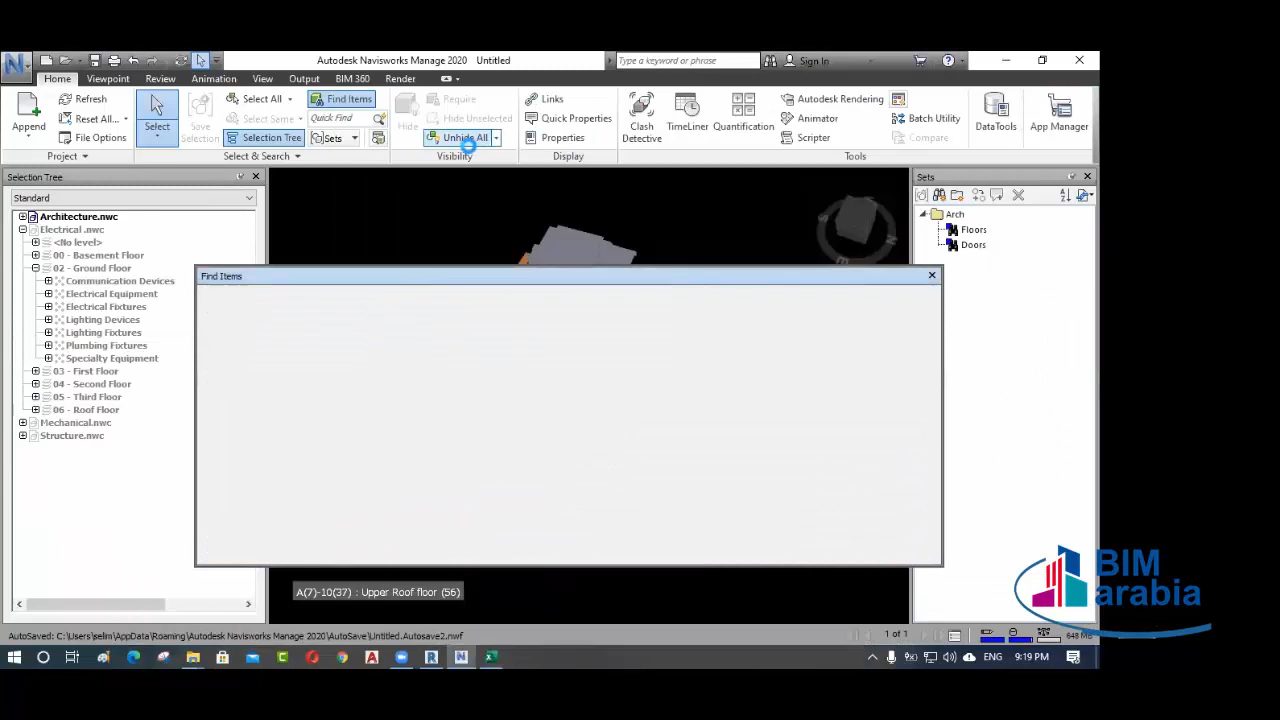 Autodesk Navisworks Manage 2020 Untitled
Type a keyword or phrase
Sign In
Home Viewpoint Review Animation View Output BIM 360 Render
Append
Refresh
Reset All...
File Options
Project
Select
Save Selection
Select All
Select Same
Selection Tree
Find Items
Quick Find
Sets
Select & Search
Hide
Require
Hide Unselected
Unhide All
Visibility
Links
Quick Properties
Properties
Display
Clash Detective
TimeLiner
Quantification
Autodesk Rendering
Animator
Scripter
Batch Utility
Compare
DataTools
App Manager
Tools
Selection Tree
Standard
Architecture.nwc
Electrical .nwc
<No level>
00 - Basement Floor
02 - Ground Floor
Communication Devices
Electrical Equipment
Electrical Fixtures
Lighting Devices
Lighting Fixtures
Plumbing Fixtures
Specialty Equipment
03 - First Floor
04 - Second Floor
05 - Third Floor
06 - Roof Floor
Mechanical.nwc
Structure.nwc
Find Items
A(7)-10(37) : Upper Roof floor (56)
Sets
Arch
Floors
Doors
BIM
arabia
AutoSaved: C:\Users\selim\AppData\Roaming\Autodesk Navisworks Manage 2020\AutoSave\Untitled.Autosave2.nwf
1 of 1
648 MB
ENG
9:19 PM